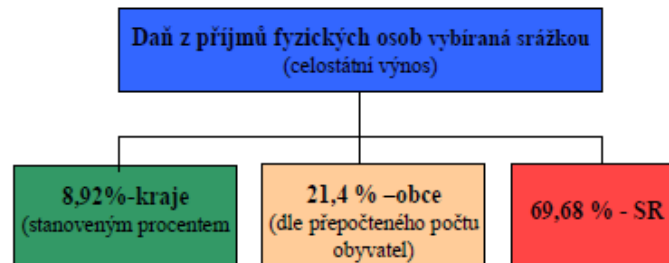 Daň z příjmů fyzických osob vybíraná srážkou
(celostátní výnos)
8,92%-kraje
(stanoveným procentem
21,4 % –obce
(dle přepočteného počtu
obyvatel)
69,68 % - SR